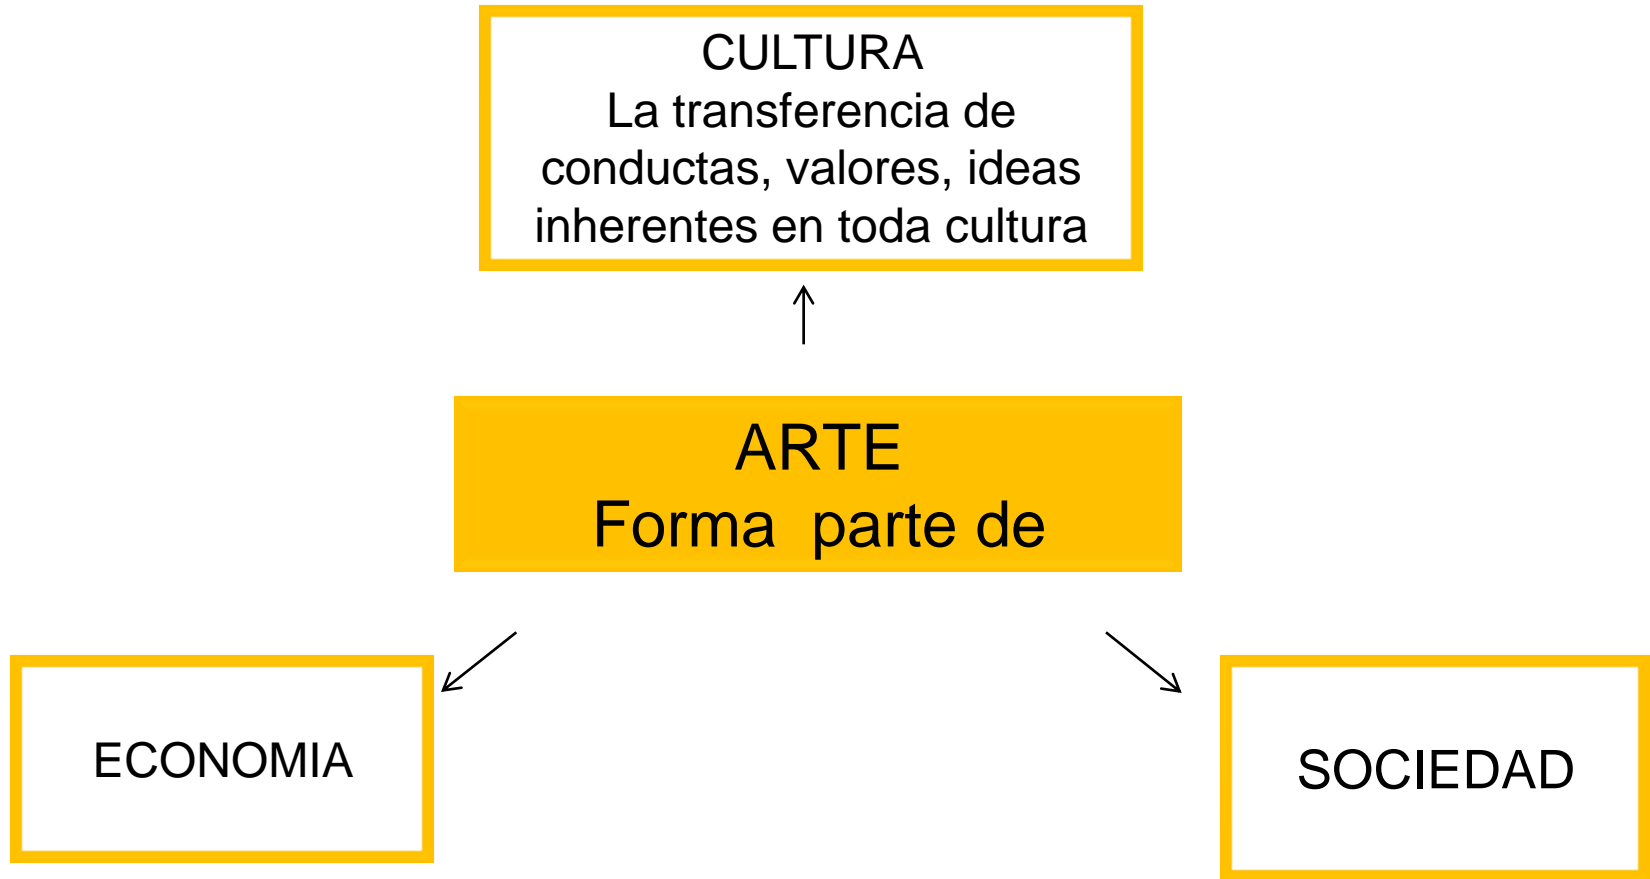 CULTURA
La transferencia de
conductas, valores, ideas
inherentes en toda cultura
ARTE
Forma  parte de
ECONOMIA
SOCIEDAD